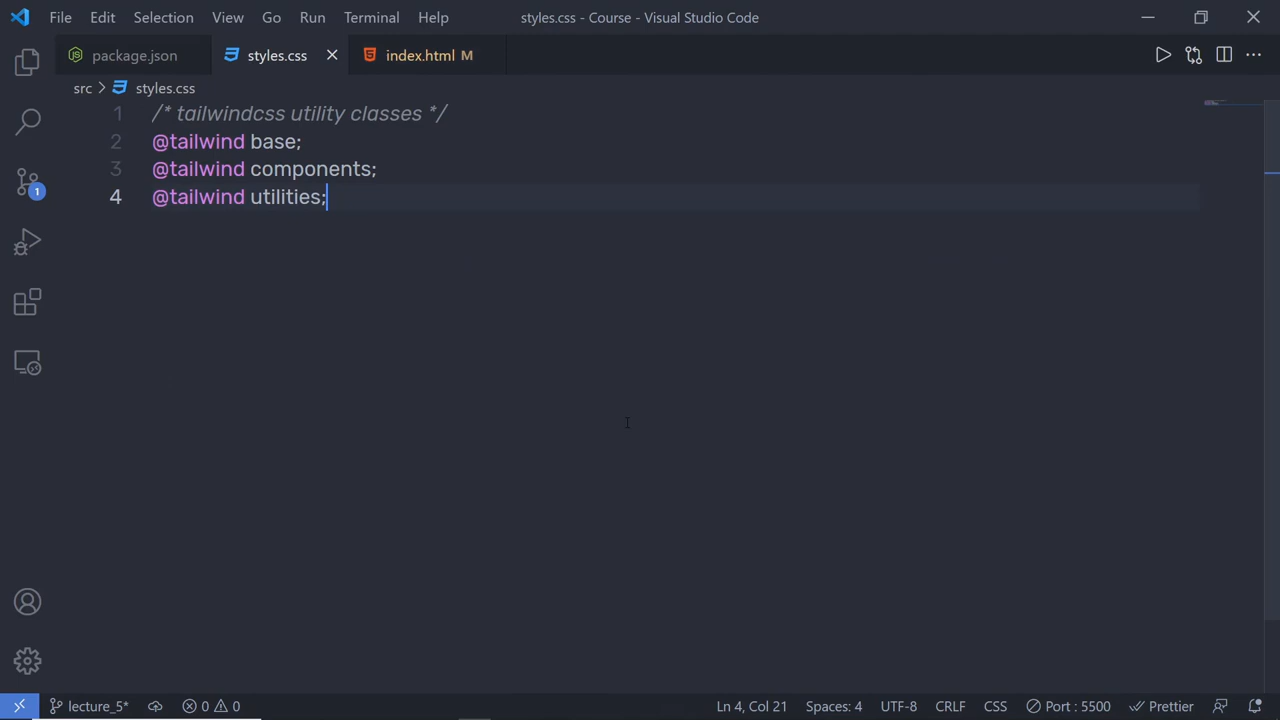 File Edit Selection View Go Run Terminal Help styles.css - Course - Visual Studio Code
package.json styles.css index.html M
src styles.css
1 /* tailwindcss utility classes */
2 @tailwind base;
3 @tailwind components;
4 @tailwind utilities;
1
lecture_5* 0 0 Ln 4, Col 21 Spaces: 4 UTF-8 CRLF CSS Port : 5500 Prettier